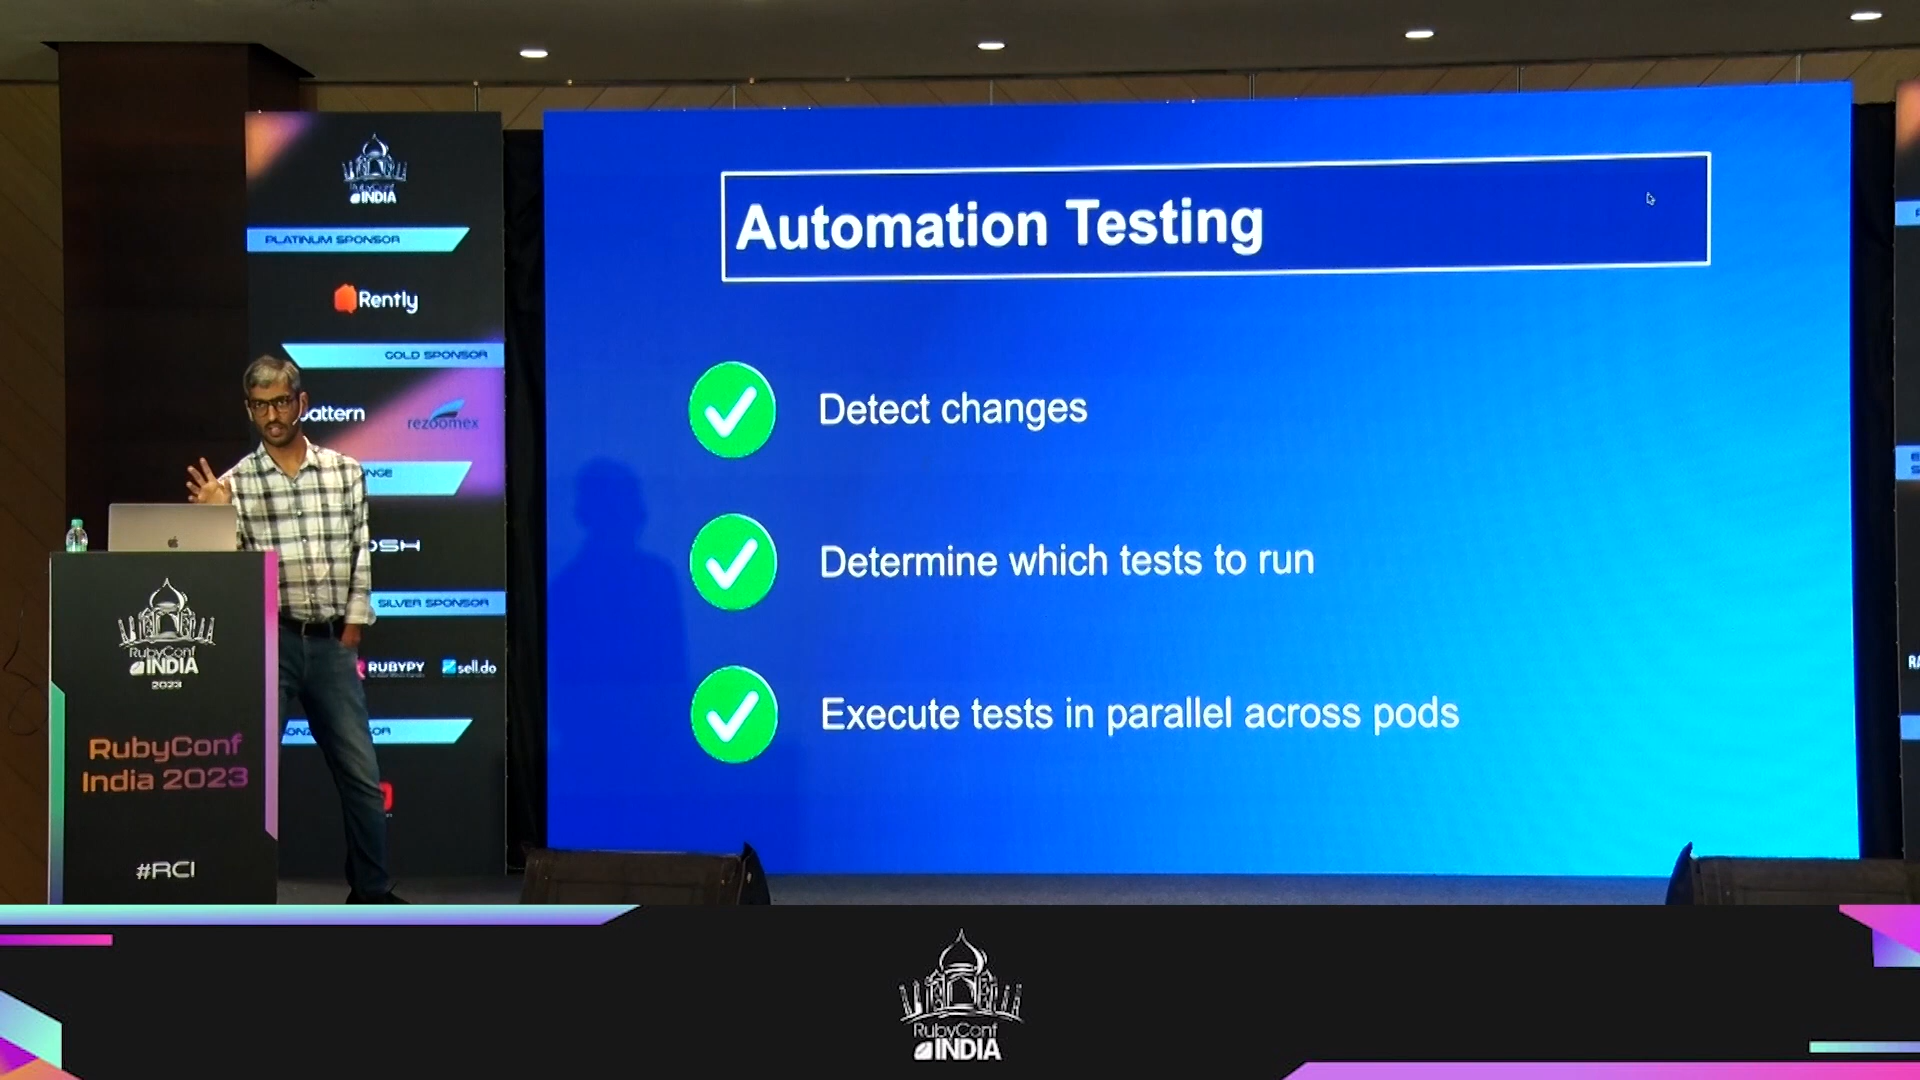 RubyConf
INDIA
PLATINUM SPONSOR
Rently
GOLD SPONSOR
pattern
rezoomex
SILVER SPONSOR
RUBYPY
sell.do
RubyConf
INDIA
2023
RubyConf
India 2023
#RCI
Automation Testing
Detect changes
Determine which tests to run
Execute tests in parallel across pods
RubyConf
INDIA